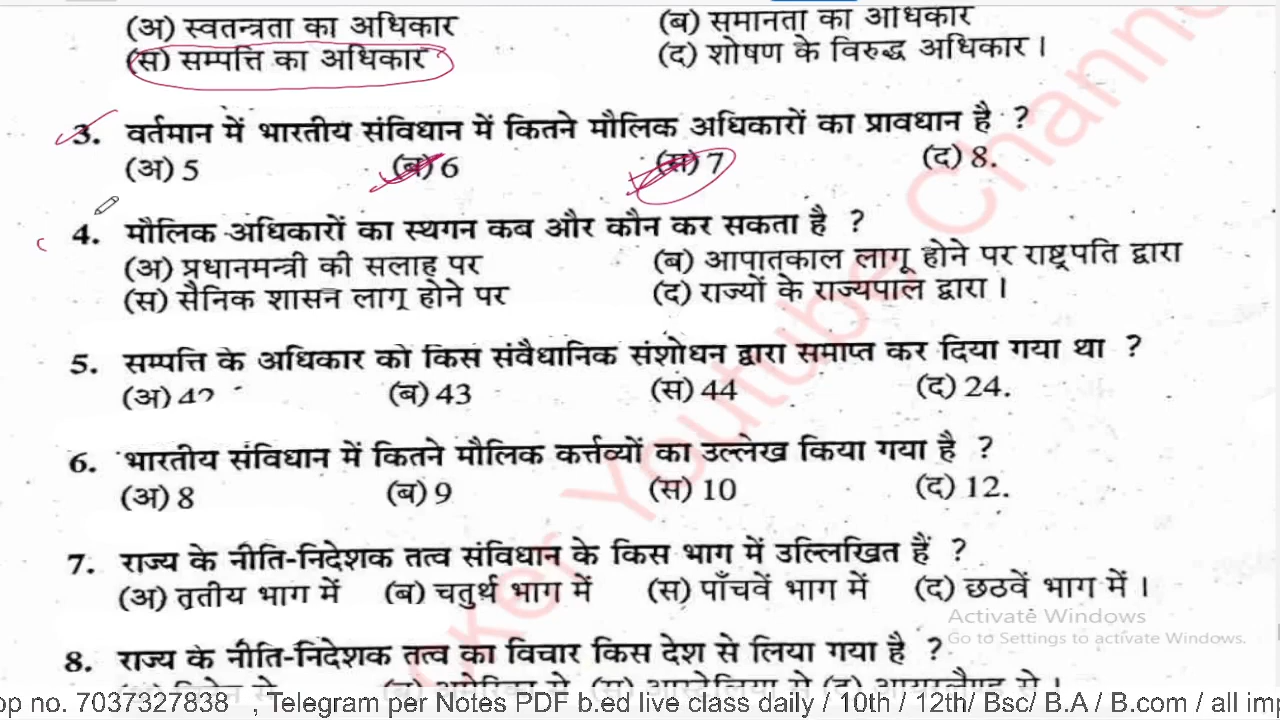 (अ) स्वतन्त्रता का अधिकार (ब) समानता का अधिकार
(स) सम्पत्ति का अधिकार (द) शोषण के विरुद्ध अधिकार ।
3. वर्तमान में भारतीय संविधान में कितने मौलिक अधिकारों का प्रावधान है ?
(अ) 5 (ब) 6 (स) 7 (द) 8.
4. मौलिक अधिकारों का स्थगन कब और कौन कर सकता है ?
(अ) प्रधानमन्त्री की सलाह पर (ब) आपातकाल लागू होने पर राष्ट्रपति द्वारा
(स) सैनिक शासन लागू होने पर (द) राज्यों के राज्यपाल द्वारा ।
5. सम्पत्ति के अधिकार को किस संवैधानिक संशोधन द्वारा समाप्त कर दिया गया था ?
(अ) 42 (ब) 43 (स) 44 (द) 24.
6. भारतीय संविधान में कितने मौलिक कर्त्तव्यों का उल्लेख किया गया है ?
(अ) 8 (ब) 9 (स) 10 (द) 12.
7. राज्य के नीति-निदेशक तत्व संविधान के किस भाग में उल्लिखित हैं ?
(अ) तृतीय भाग में (ब) चतुर्थ भाग में (स) पाँचवें भाग में (द) छठवें भाग में ।
Activate Windows
Go to Settings to activate Windows.
8. राज्य के नीति-निदेशक तत्व का विचार किस देश से लिया गया है ?
pp no. 7037327838 , Telegram per Notes PDF b.ed live class daily / 10th / 12th/ Bsc/ B.A / B.com / all imp
Youtube Chann